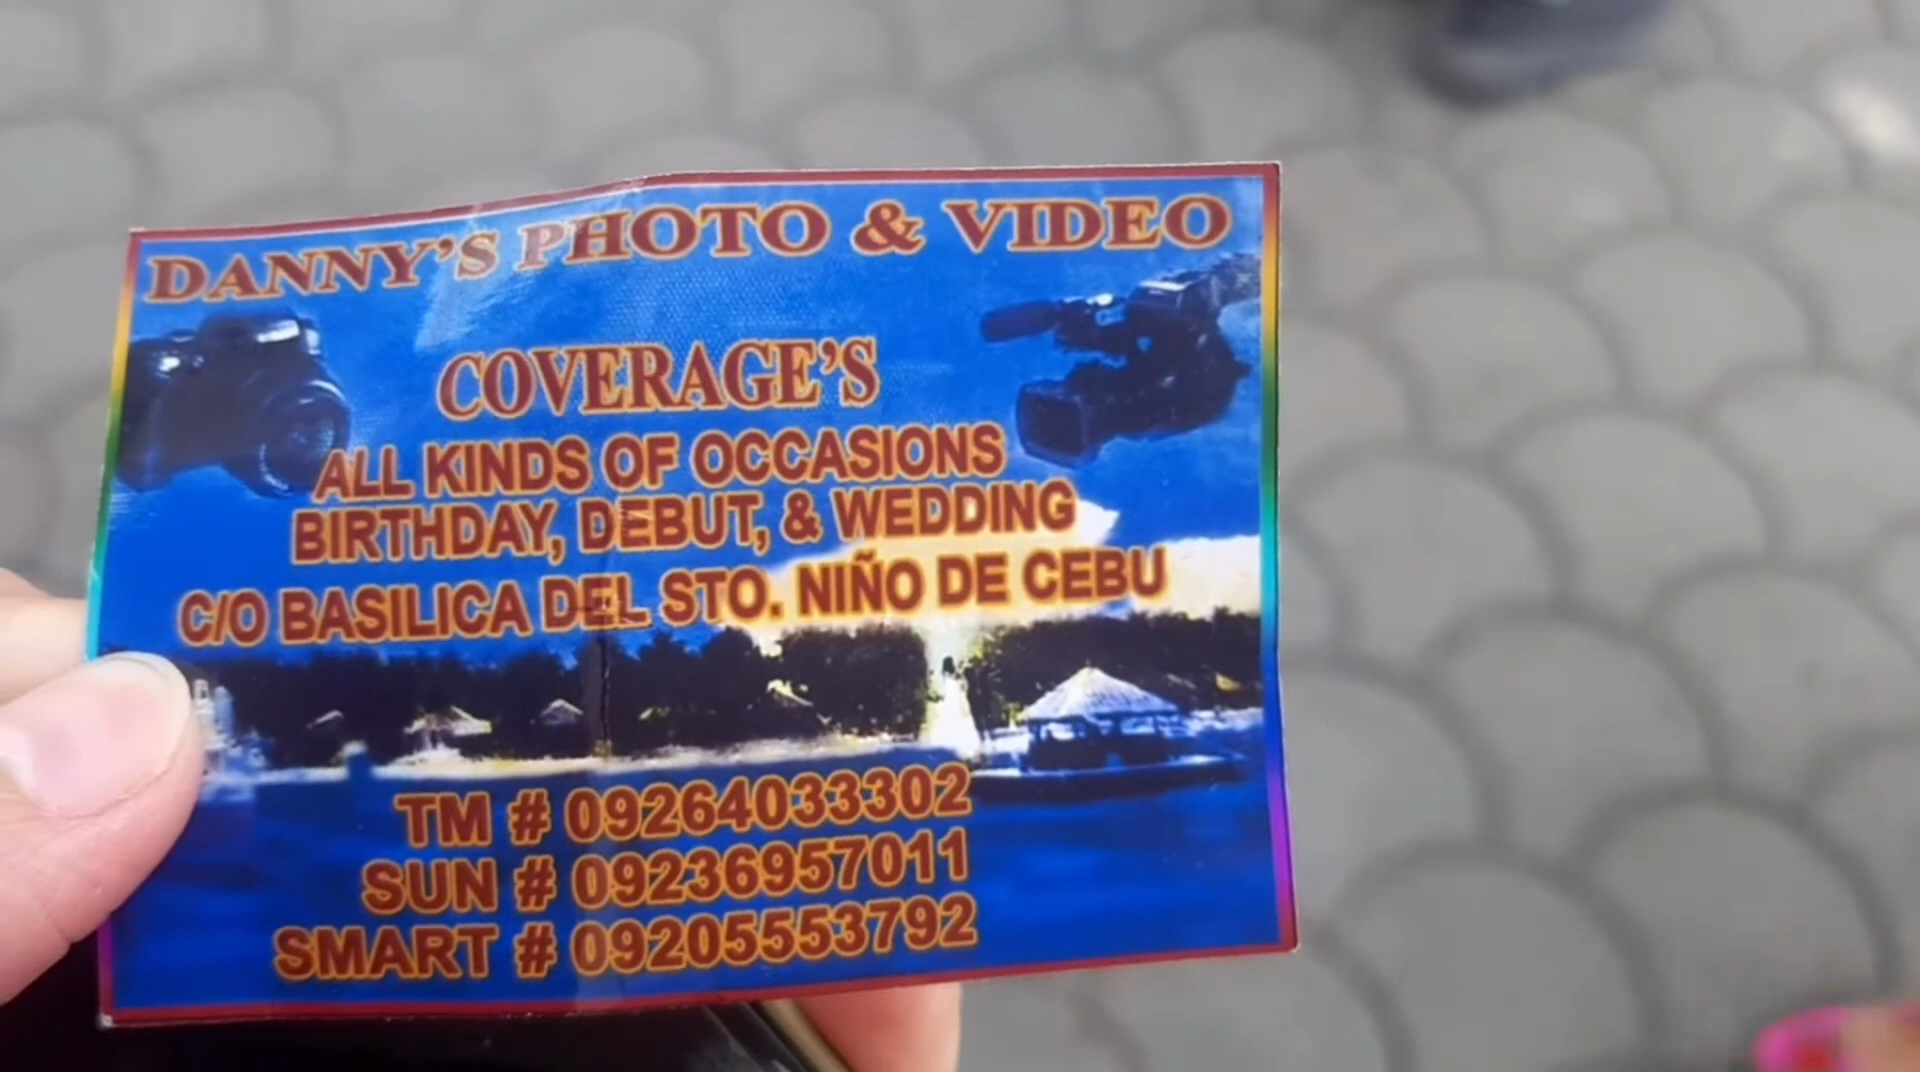 DANNY'S PHOTO & VIDEO
COVERAGE'S
ALL KINDS OF OCCASIONS
BIRTHDAY, DEBUT, & WEDDING
C/O BASILICA DEL STO. NIÑO DE CEBU
TM # 09264033302
SUN # 09236957011
SMART # 09205553792